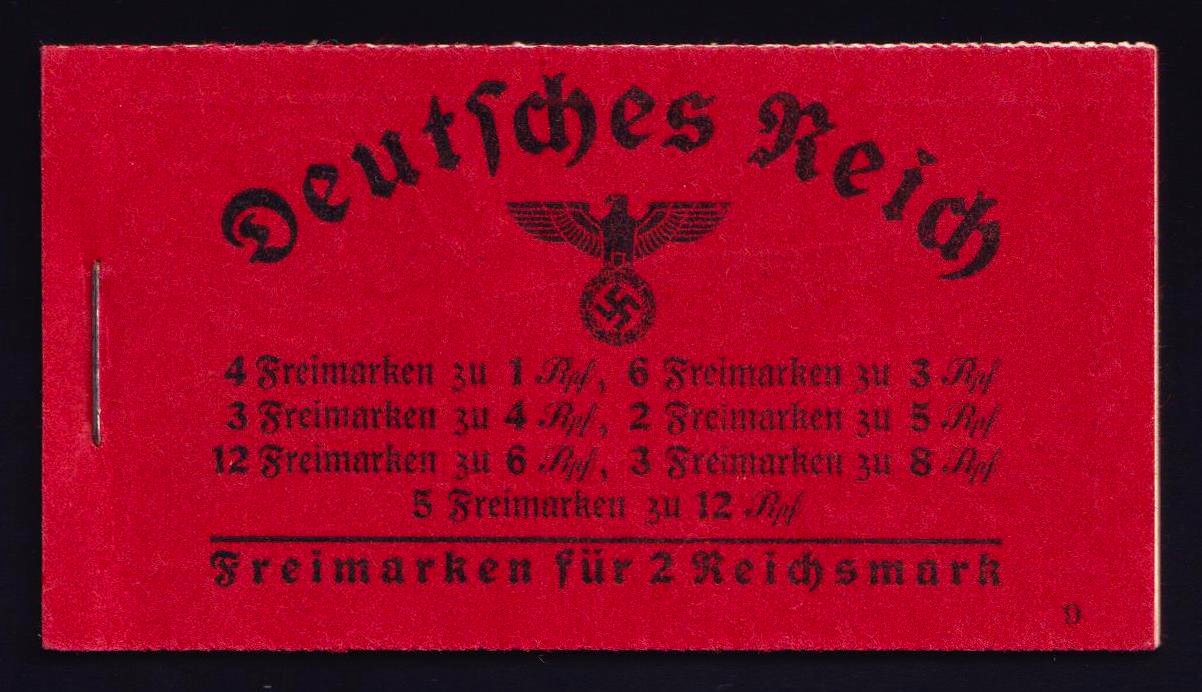 Deutsches Reich
4 Freimarken zu 1 Rpf, 6 Freimarken zu 3 Rpf
3 Freimarken zu 4 Rpf, 2 Freimarken zu 5 Rpf
12 Freimarken zu 6 Rpf, 3 Freimarken zu 8 Rpf
5 Freimarken zu 12 Rpf
Freimarken für 2 Reichsmark
9